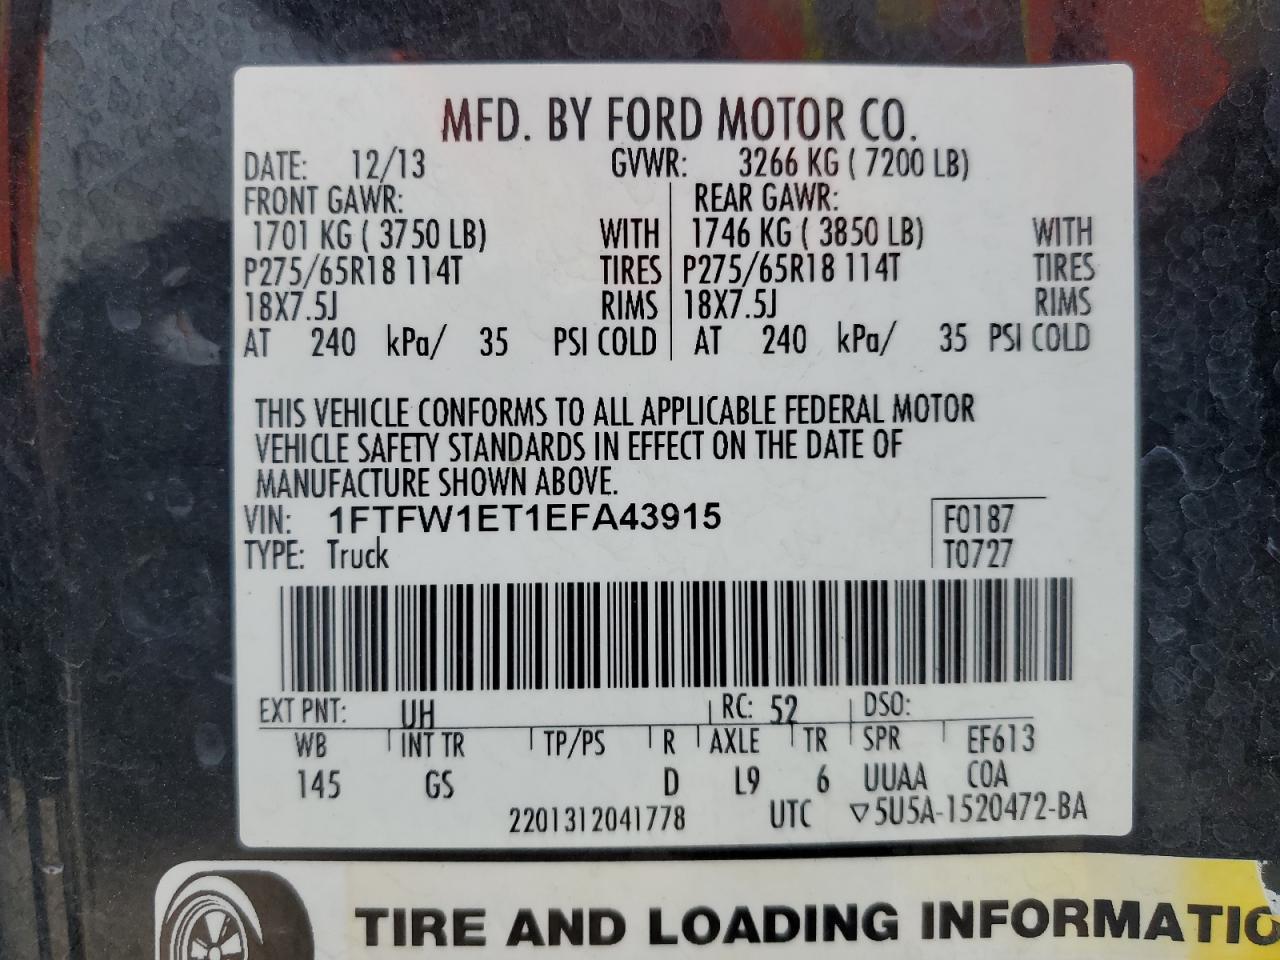 MFD. BY FORD MOTOR CO.
DATE: 12/13 GVWR: 3266 KG ( 7200 LB)
FRONT GAWR: REAR GAWR:
1701 KG ( 3750 LB) WITH 1746 KG ( 3850 LB) WITH
P275/65R18 114T TIRES P275/65R18 114T TIRES
18X7.5J RIMS 18X7.5J RIMS
AT 240 kPa/ 35 PSI COLD AT 240 kPa/ 35 PSI COLD
THIS VEHICLE CONFORMS TO ALL APPLICABLE FEDERAL MOTOR
VEHICLE SAFETY STANDARDS IN EFFECT ON THE DATE OF
MANUFACTURE SHOWN ABOVE.
VIN: 1FTFW1ET1EFA43915 F0187
TYPE: Truck T0727
EXT PNT: UH RC: 52 DSO:
WB INT TR TP/PS R AXLE TR SPR EF613
145 GS D L9 6 UUAA COA
2201312041778 UTC ▽5U5A-1520472-BA
TIRE AND LOADING INFORMATIO